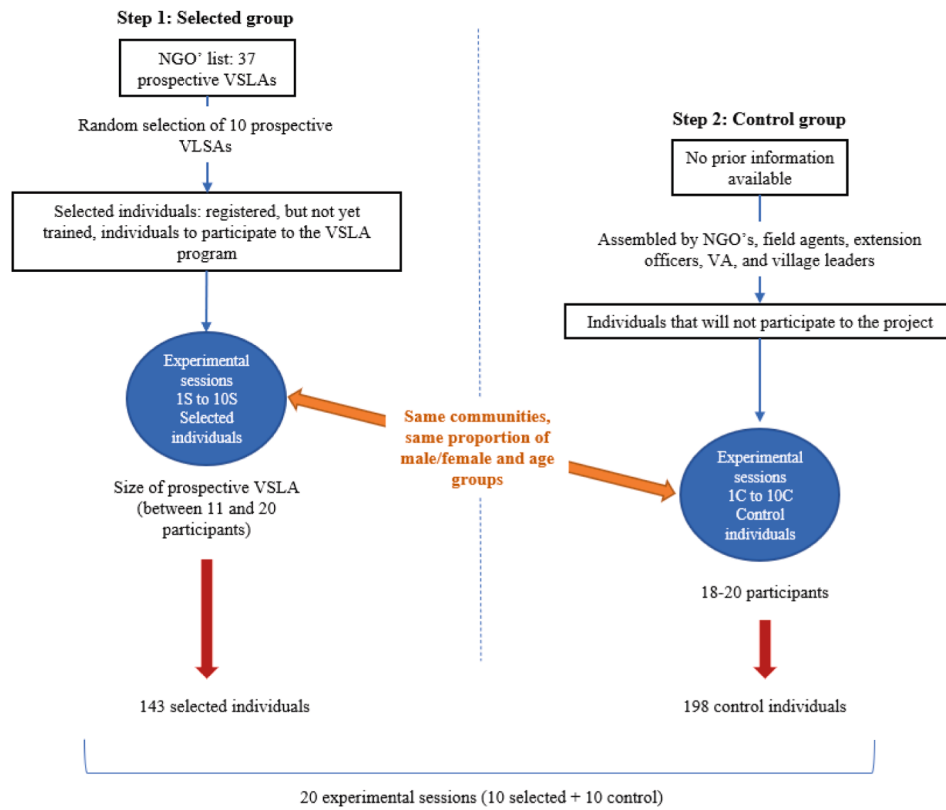 Step 1: Selected group
NGO' list: 37
prospective VSLAs
Random selection of 10 prospective
VLSAs
Selected individuals: registered, but not yet
trained, individuals to participate to the VSLA
program
Experimental
sessions
1S to 10S
Selected
individuals
Size of prospective VSLA
(between 11 and 20
participants)
143 selected individuals
Same communities,
same proportion of
male/female and age
groups
Step 2: Control group
No prior information
available
Assembled by NGO's, field agents, extension
officers, VA, and village leaders
Individuals that will not participate to the project
Experimental
sessions
1C to 10C
Control
individuals
18-20 participants
198 control individuals
20 experimental sessions (10 selected + 10 control)